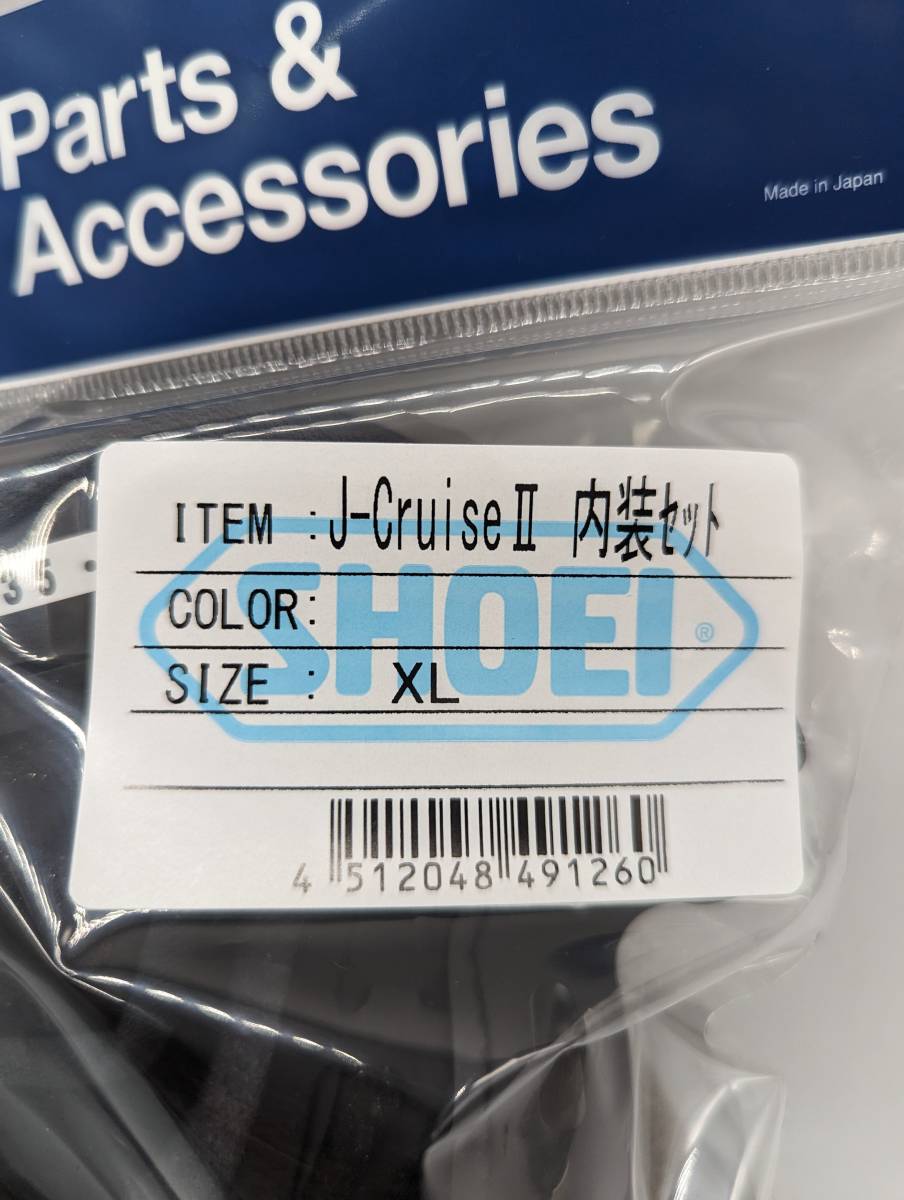 Parts &
Accessories
Made in Japan
ITEM :J-CruiseⅡ 内装ｾｯﾄ
COLOR:
SHOEI®
SIZE : XL
35
4 512048 491260